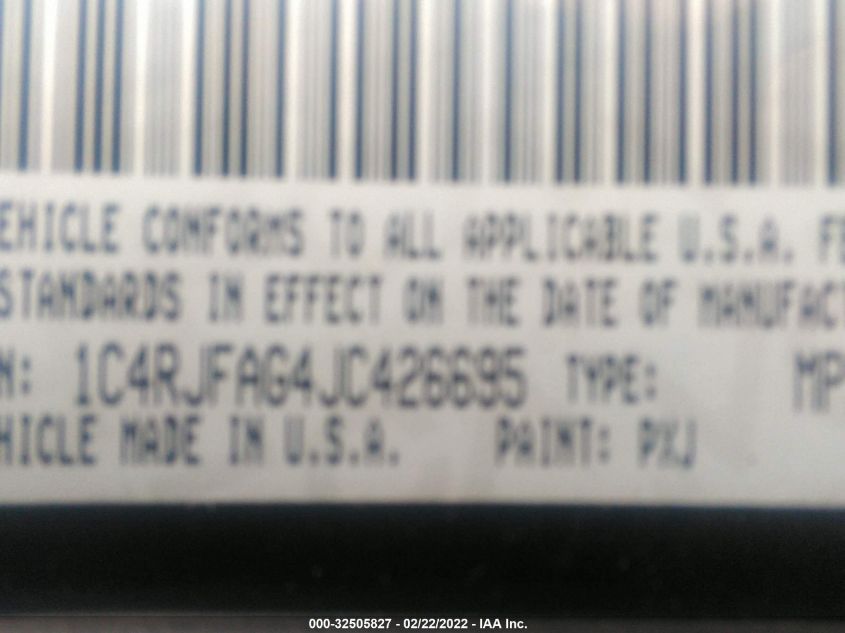 EHICLE CONFORMS TO ALL APPLICABLE U.S.A. FE
STANDARDS IN EFFECT ON THE DATE OF MANUFACT
N: 1C4RJFAG4JC426695 TYPE: MP
HICLE MADE IN U.S.A. PAINT: PXJ
000-32505827 - 02/22/2022 - IAA Inc.